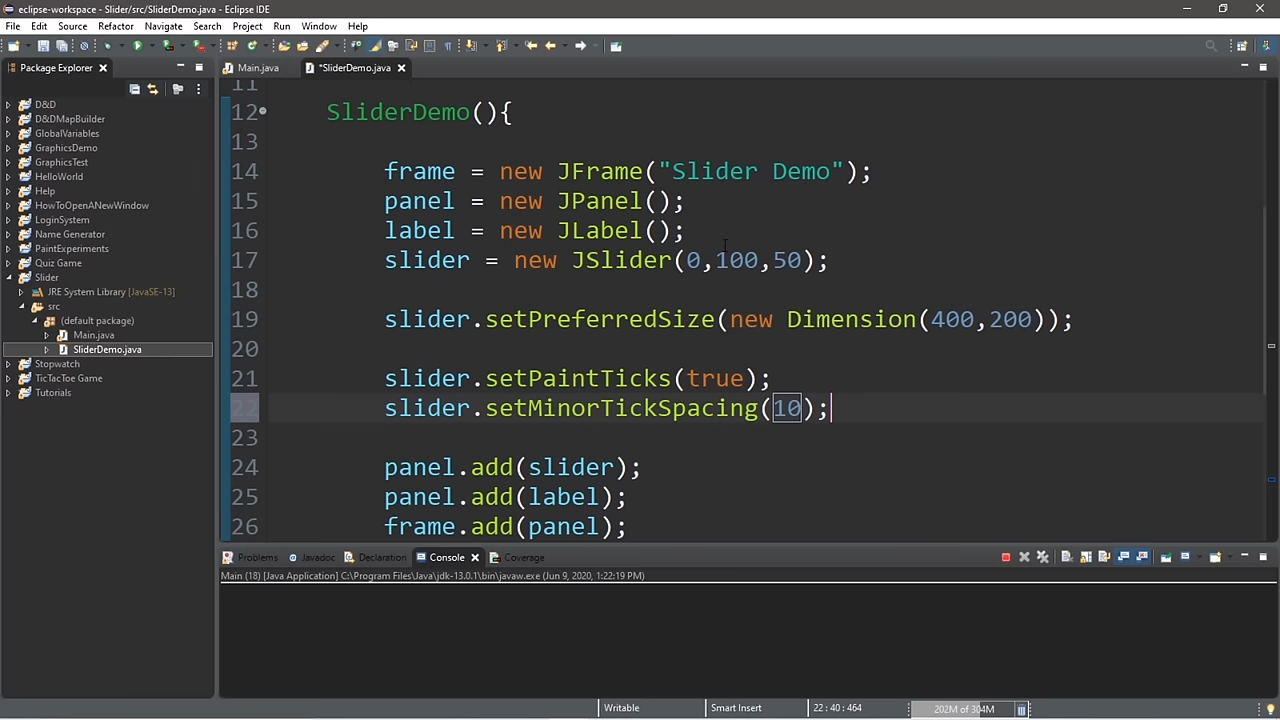 eclipse-workspace - Slider/src/SliderDemo.java - Eclipse IDE
File Edit Source Refactor Navigate Search Project Run Window Help
Package Explorer
D&D
D&DMapBuilder
GlobalVariables
GraphicsDemo
GraphicsTest
HelloWorld
Help
HowToOpenANewWindow
LoginSystem
Name Generator
PaintExperiments
Quiz Game
Slider
JRE System Library [JavaSE-13]
src
(default package)
Main.java
SliderDemo.java
Stopwatch
TicTacToe Game
Tutorials
Main.java *SliderDemo.java
11
12 SliderDemo(){
13
14 frame = new JFrame("Slider Demo");
15 panel = new JPanel();
16 label = new JLabel();
17 slider = new JSlider(0,100,50);
18
19 slider.setPreferredSize(new Dimension(400,200));
20
21 slider.setPaintTicks(true);
22 slider.setMinorTickSpacing(10);
23
24 panel.add(slider);
25 panel.add(label);
26 frame.add(panel);
Problems Javadoc Declaration Console Coverage
Main (18) [Java Application] C:\Program Files\Java\jdk-13.0.1\bin\javaw.exe (Jun 9, 2020, 1:22:19 PM)
Writable Smart Insert 22 : 40 : 464 202M of 304M